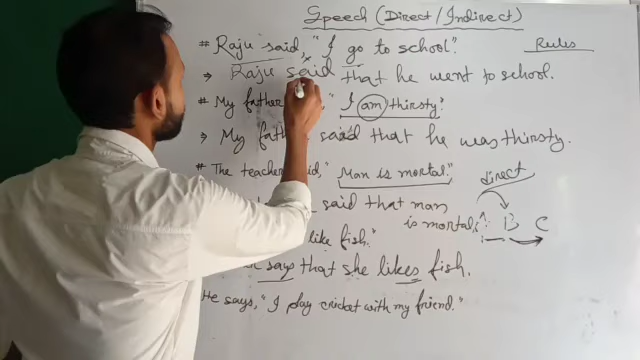 Speech (Direct/Indirect)
# Raju said, "I go to school".
Rules
⇒ Raju said that he went to school.
# My father " I am thirsty".
⇒ My said that he was thirsty.
# The teacher said, "Man is mortal."
direct
said that man
is mortal.
A B C
like fish."
says that she likes fish.
He says, "I play cricket with my friend."